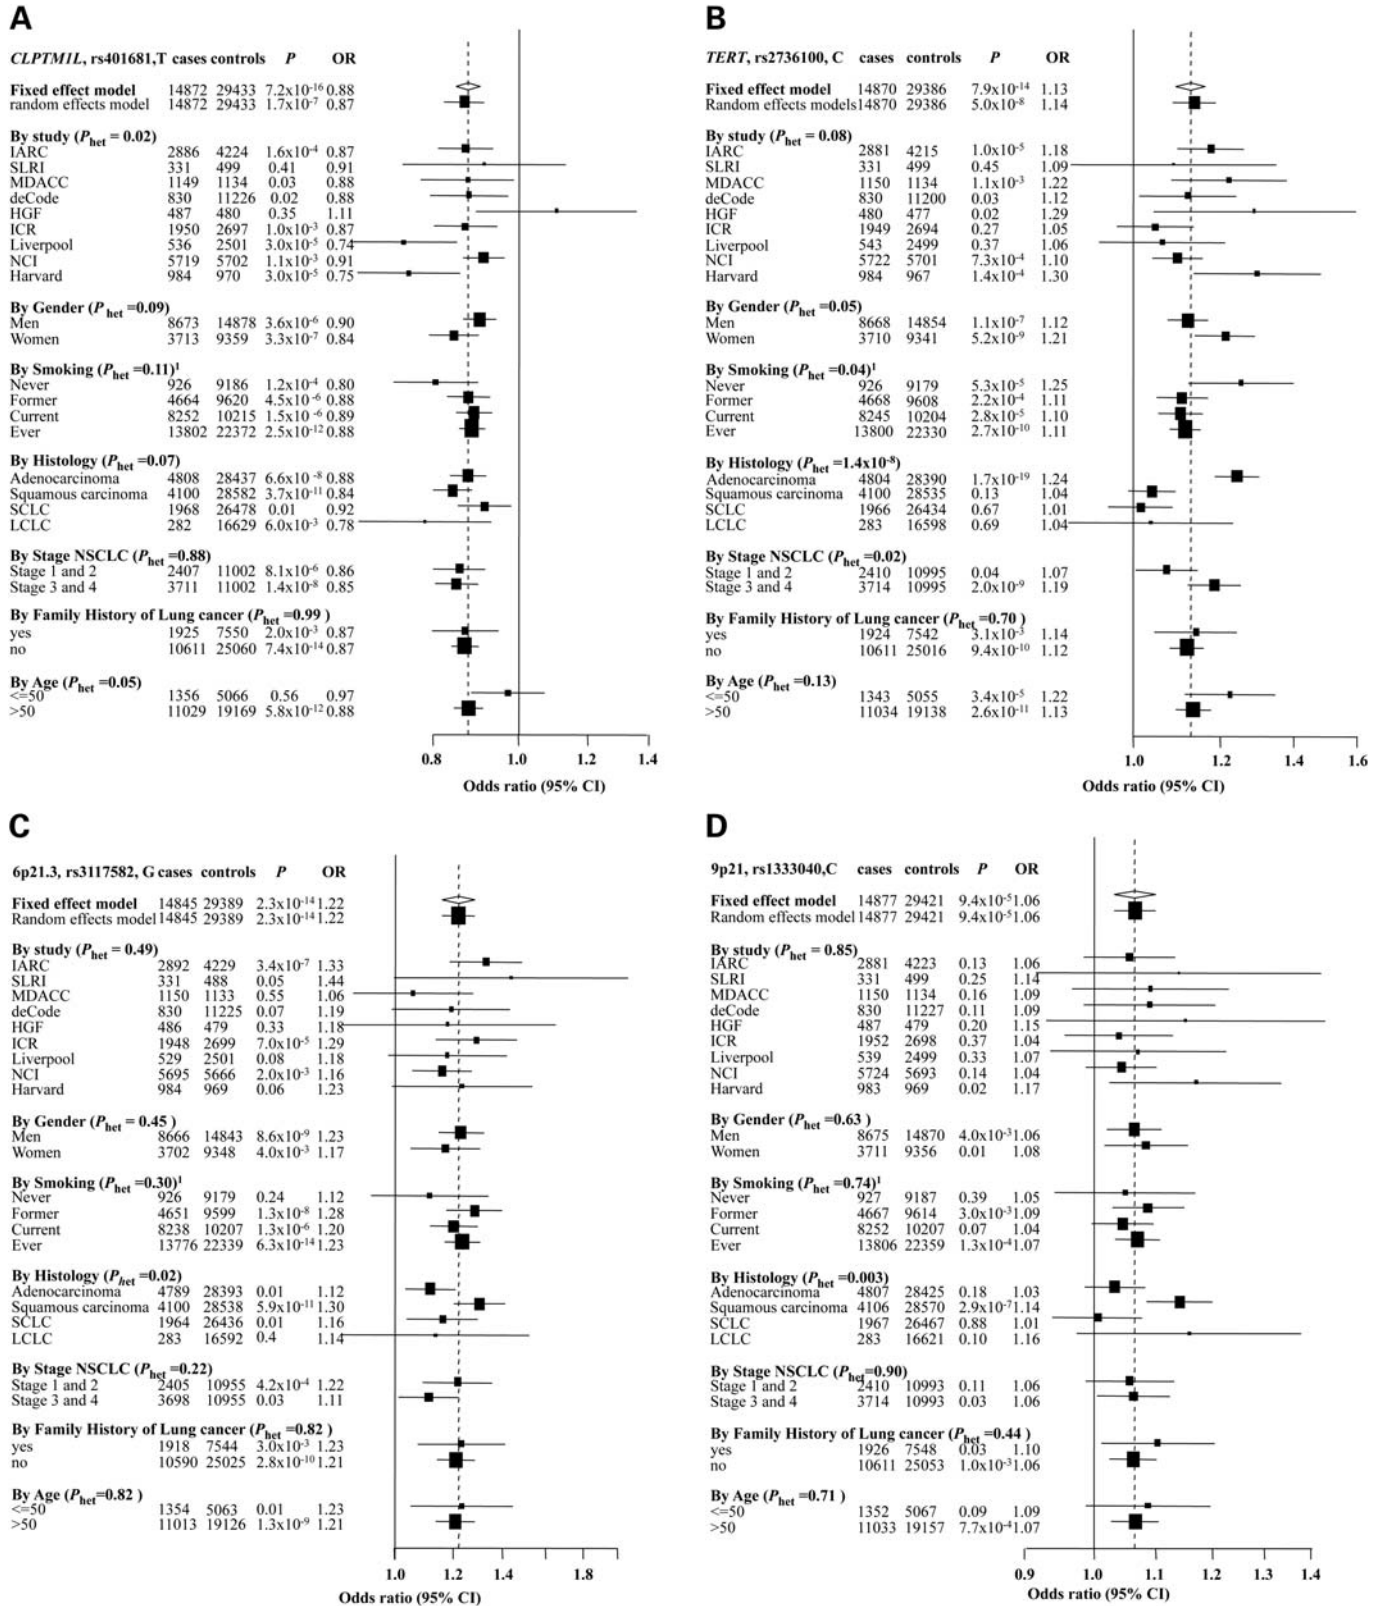 A
CLPTM1L, rs401681,T cases controls P OR
Fixed effect model 14872 29433 7.2x10-16 0.88
random effects model 14872 29433 1.7x10-7 0.87
By study (Phet = 0.02)
IARC 2886 4224 1.6x10-4 0.87
SLRI 331 499 0.41 0.91
MDACC 1149 1134 0.03 0.88
deCode 830 11226 0.02 0.88
HGF 487 480 0.35 1.11
ICR 1950 2697 1.0x10-3 0.87
Liverpool 536 2501 3.0x10-5 0.74
NCI 5719 5702 1.1x10-3 0.91
Harvard 984 970 3.0x10-5 0.75
By Gender (Phet =0.09)
Men 8673 14878 3.6x10-6 0.90
Women 3713 9359 3.3x10-7 0.84
By Smoking (Phet =0.11)1
Never 926 9186 1.2x10-4 0.80
Former 4664 9620 4.5x10-6 0.88
Current 8252 10215 1.5x10-6 0.89
Ever 13802 22372 2.5x10-12 0.88
By Histology (Phet =0.07)
Adenocarcinoma 4808 28437 6.6x10-8 0.88
Squamous carcinoma 4100 28582 3.7x10-11 0.84
SCLC 1968 26478 0.01 0.92
LCLC 282 16629 6.0x10-3 0.78
By Stage NSCLC (Phet =0.88)
Stage 1 and 2 2407 11002 8.1x10-6 0.86
Stage 3 and 4 3711 11002 1.4x10-8 0.85
By Family History of Lung cancer (Phet =0.99 )
yes 1925 7550 2.0x10-3 0.87
no 10611 25060 7.4x10-14 0.87
By Age (Phet =0.05)
<=50 1356 5066 0.56 0.97
>50 11029 19169 5.8x10-12 0.88
0.8 1.0 1.2 1.4
Odds ratio (95% CI)
B
TERT, rs2736100, C cases controls P OR
Fixed effect model 14870 29386 7.9x10-14 1.13
Random effects models 14870 29386 5.0x10-8 1.14
By study (Phet = 0.08)
IARC 2881 4215 1.0x10-5 1.18
SLRI 331 499 0.45 1.09
MDACC 1150 1134 1.1x10-3 1.22
deCode 830 11200 0.03 1.12
HGF 480 477 0.02 1.29
ICR 1949 2694 0.27 1.05
Liverpool 543 2499 0.37 1.06
NCI 5722 5701 7.3x10-4 1.10
Harvard 984 967 1.4x10-4 1.30
By Gender (Phet =0.05)
Men 8668 14854 1.1x10-7 1.12
Women 3710 9341 5.2x10-9 1.21
By Smoking (Phet =0.04)1
Never 926 9179 5.3x10-5 1.25
Former 4668 9608 2.2x10-4 1.11
Current 8245 10204 2.8x10-5 1.10
Ever 13800 22330 2.7x10-10 1.11
By Histology (Phet =1.4x10-8)
Adenocarcinoma 4804 28390 1.7x10-19 1.24
Squamous carcinoma 4100 28535 0.13 1.04
SCLC 1966 26434 0.67 1.01
LCLC 283 16598 0.69 1.04
By Stage NSCLC (Phet =0.02)
Stage 1 and 2 2410 10995 0.04 1.07
Stage 3 and 4 3714 10995 2.0x10-9 1.19
By Family History of Lung cancer (Phet =0.70 )
yes 1924 7542 3.1x10-3 1.14
no 10611 25016 9.4x10-10 1.12
By Age (Phet =0.13)
<=50 1343 5055 3.4x10-5 1.22
>50 11034 19138 2.6x10-11 1.13
1.0 1.2 1.4 1.6
Odds ratio (95% CI)
C
6p21.3, rs3117582, G cases controls P OR
Fixed effect model 14845 29389 2.3x10-14 1.22
Random effects model 14845 29389 2.3x10-14 1.22
By study (Phet = 0.49)
IARC 2892 4229 3.4x10-7 1.33
SLRI 331 488 0.05 1.44
MDACC 1150 1133 0.55 1.06
deCode 830 11225 0.07 1.19
HGF 486 479 0.33 1.18
ICR 1948 2699 7.0x10-5 1.29
Liverpool 529 2501 0.08 1.18
NCI 5695 5666 2.0x10-3 1.16
Harvard 984 969 0.06 1.23
By Gender (Phet = 0.45 )
Men 8666 14843 8.6x10-9 1.23
Women 3702 9348 4.0x10-3 1.17
By Smoking (Phet =0.30)1
Never 926 9179 0.24 1.12
Former 4651 9599 1.3x10-8 1.28
Current 8238 10207 1.3x10-6 1.20
Ever 13776 22339 6.3x10-14 1.23
By Histology (Phet =0.02)
Adenocarcinoma 4789 28393 0.01 1.12
Squamous carcinoma 4100 28538 5.9x10-11 1.30
SCLC 1964 26436 0.01 1.16
LCLC 283 16592 0.4 1.14
By Stage NSCLC (Phet =0.22)
Stage 1 and 2 2405 10955 4.2x10-4 1.22
Stage 3 and 4 3698 10955 0.03 1.11
By Family History of Lung cancer (Phet =0.82 )
yes 1918 7544 3.0x10-3 1.23
no 10590 25025 2.8x10-10 1.21
By Age (Phet=0.82 )
<=50 1354 5063 0.01 1.23
>50 11013 19126 1.3x10-9 1.21
1.0 1.2 1.4 1.8
Odds ratio (95% CI)
D
9p21, rs1333040,C cases controls P OR
Fixed effect model 14877 29421 9.4x10-5 1.06
Random effects model 14877 29421 9.4x10-5 1.06
By study (Phet = 0.85)
IARC 2881 4223 0.13 1.06
SLRI 331 499 0.25 1.14
MDACC 1150 1134 0.16 1.09
deCode 830 11227 0.11 1.09
HGF 487 479 0.20 1.15
ICR 1952 2698 0.37 1.04
Liverpool 539 2499 0.33 1.07
NCI 5724 5693 0.14 1.04
Harvard 983 969 0.02 1.17
By Gender (Phet =0.63 )
Men 8675 14870 4.0x10-3 1.06
Women 3711 9356 0.01 1.08
By Smoking (Phet =0.74)1
Never 927 9187 0.39 1.05
Former 4667 9614 3.0x10-3 1.09
Current 8252 10207 0.07 1.04
Ever 13806 22359 1.3x10-4 1.07
By Histology (Phet =0.003)
Adenocarcinoma 4807 28425 0.18 1.03
Squamous carcinoma 4106 28570 2.9x10-7 1.14
SCLC 1967 26467 0.88 1.01
LCLC 283 16621 0.10 1.16
By Stage NSCLC (Phet=0.90)
Stage 1 and 2 2410 10993 0.11 1.06
Stage 3 and 4 3714 10993 0.03 1.06
By Family History of Lung cancer (Phet =0.44 )
yes 1926 7548 0.03 1.10
no 10611 25053 1.0x10-3 1.06
By Age (Phet =0.71 )
<=50 1352 5067 0.09 1.09
>50 11033 19157 7.7x10-4 1.07
0.9 1.0 1.1 1.2 1.3 1.4
Odds ratio (95% CI)